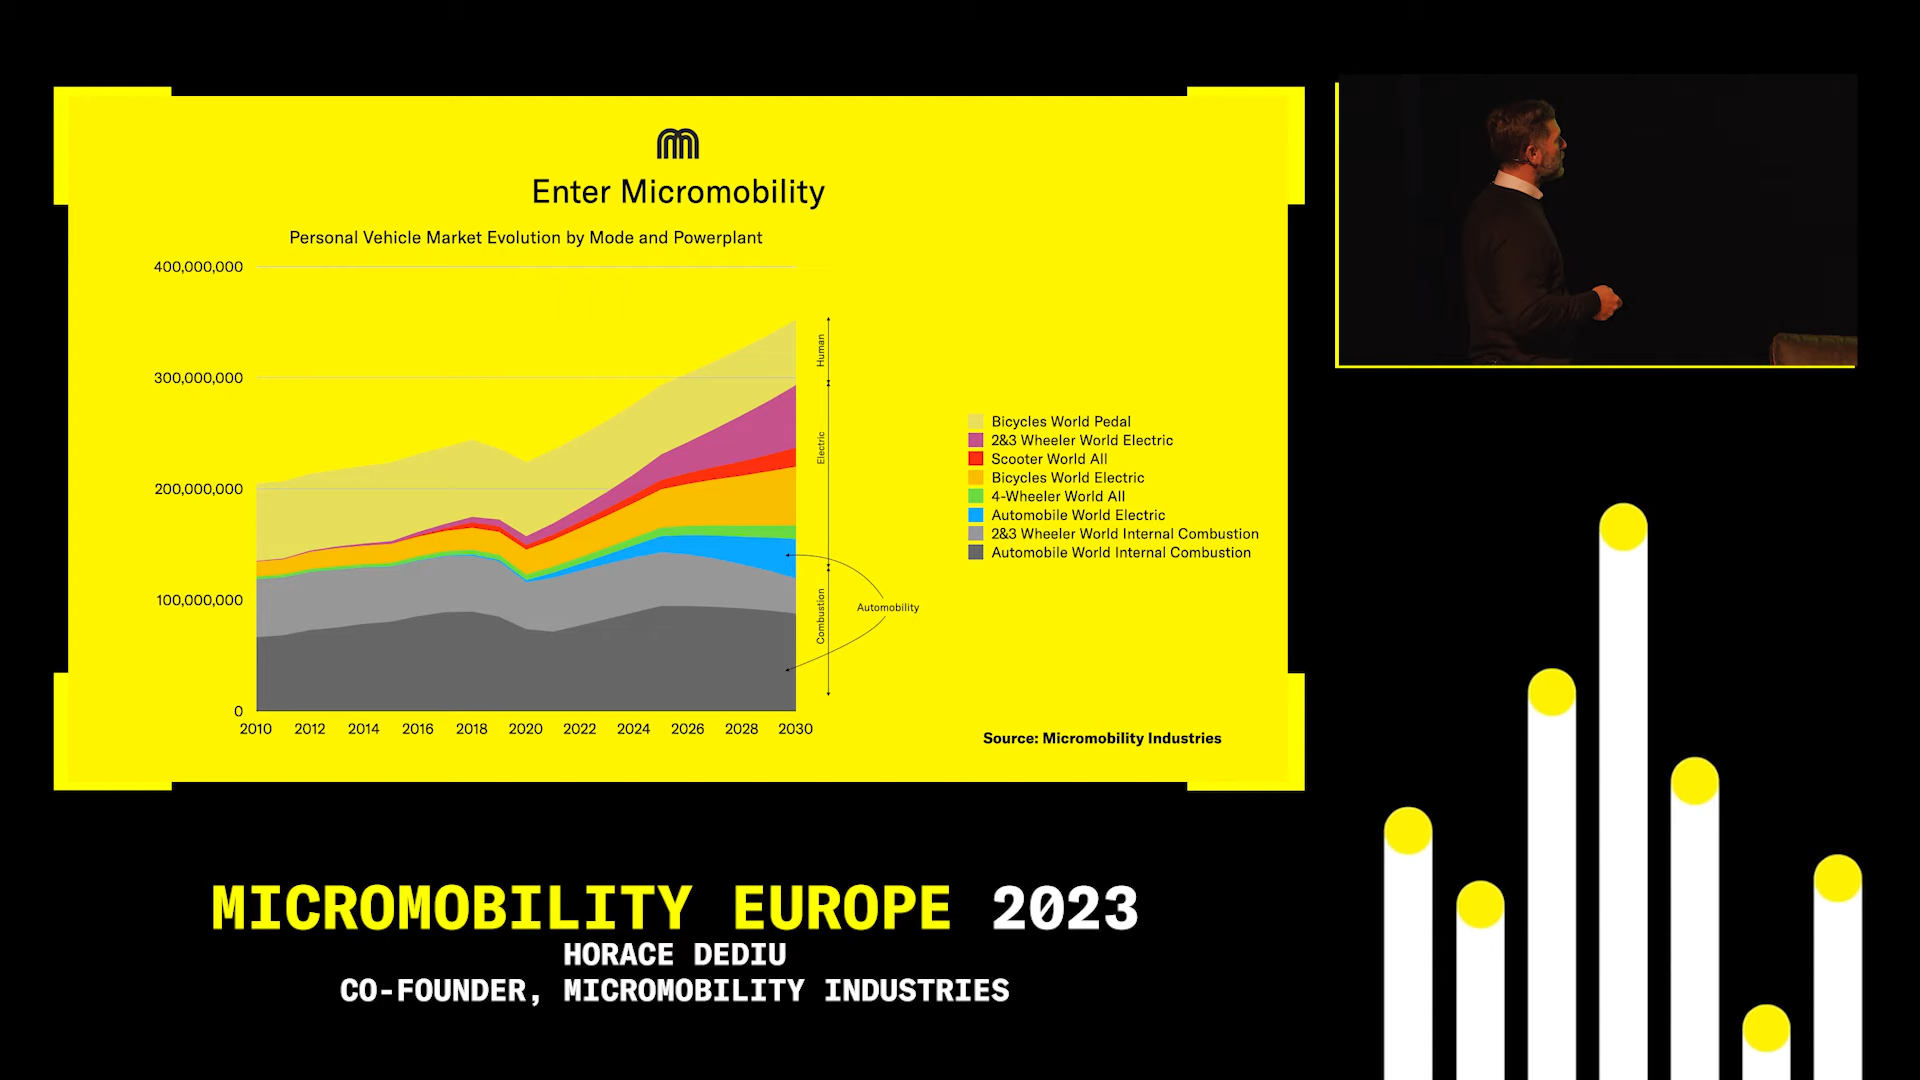 Enter Micromobility
Personal Vehicle Market Evolution by Mode and Powerplant
400,000,000
300,000,000
200,000,000
100,000,000
0
2010 2012 2014 2016 2018 2020 2022 2024 2026 2028 2030
Human
Electric
Combustion
Automobility
Bicycles World Pedal
2&3 Wheeler World Electric
Scooter World All
Bicycles World Electric
4-Wheeler World All
Automobile World Electric
2&3 Wheeler World Internal Combustion
Automobile World Internal Combustion
Source: Micromobility Industries
MICROMOBILITY EUROPE 2023
HORACE DEDIU
CO-FOUNDER, MICROMOBILITY INDUSTRIES